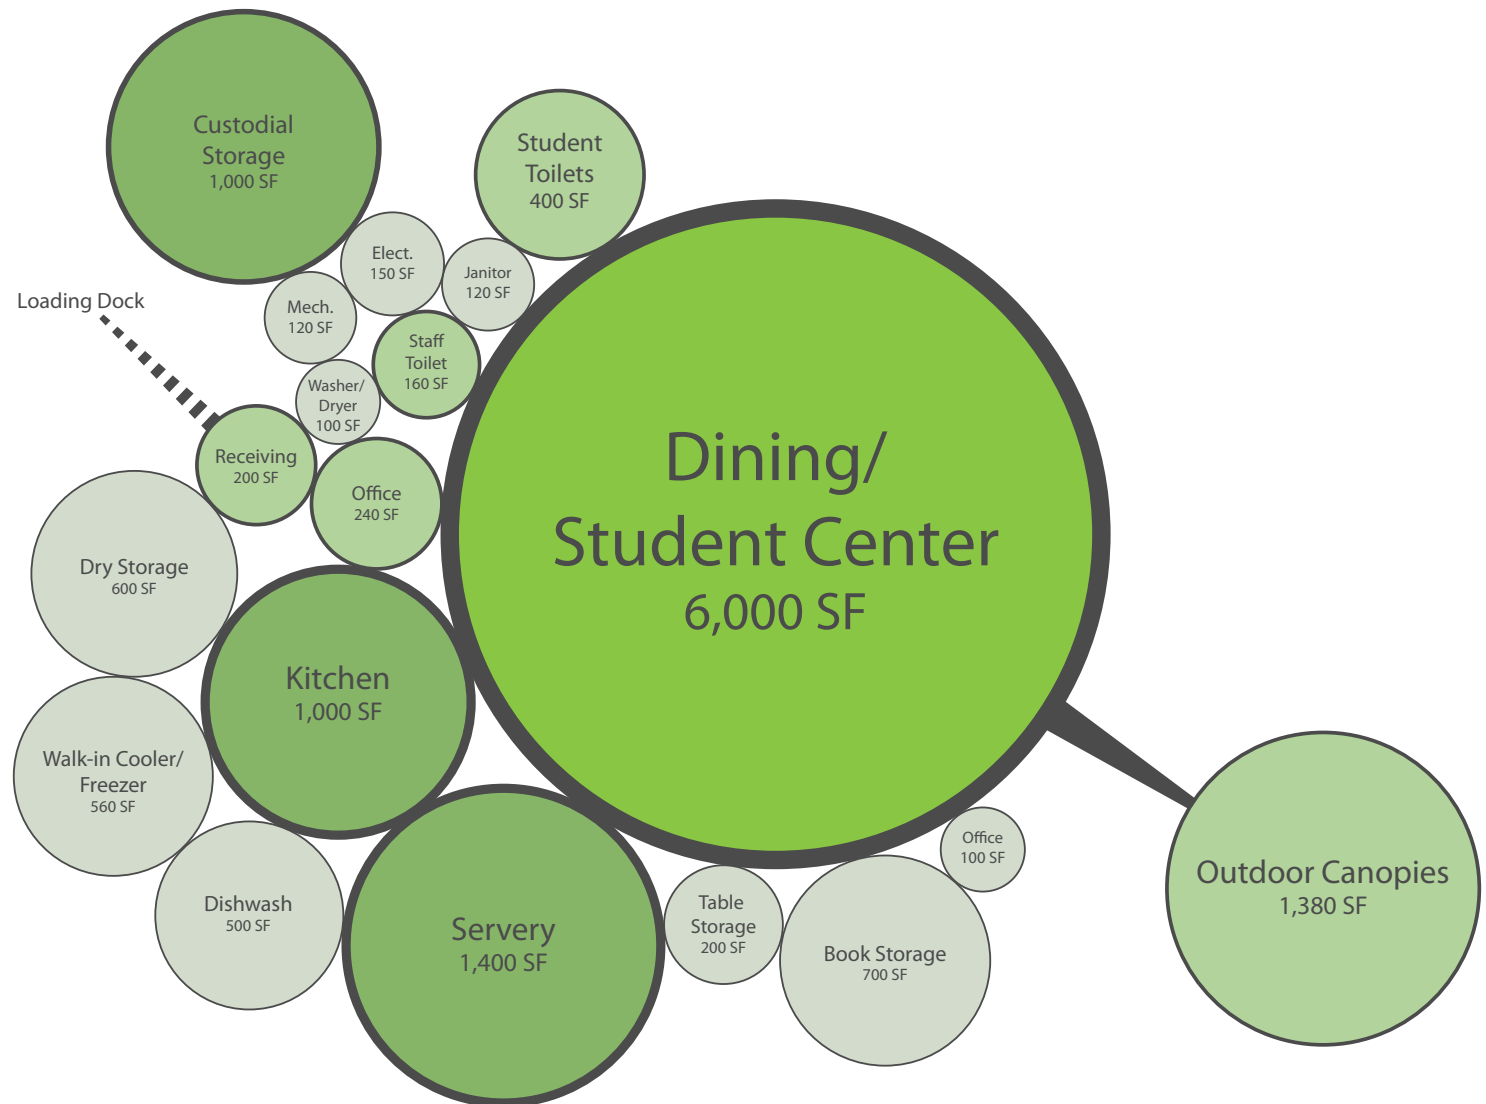 Custodial
Storage
1,000 SF
Student
Toilets
400 SF
Elect.
150 SF
Janitor
120 SF
Loading Dock
Mech.
120 SF
Staff
Toilet
160 SF
Washer/
Dryer
100 SF
Receiving
200 SF
Office
240 SF
Dining/
Student Center
6,000 SF
Dry Storage
600 SF
Kitchen
1,000 SF
Walk-in Cooler/
Freezer
560 SF
Dishwash
500 SF
Servery
1,400 SF
Table
Storage
200 SF
Book Storage
700 SF
Office
100 SF
Outdoor Canopies
1,380 SF